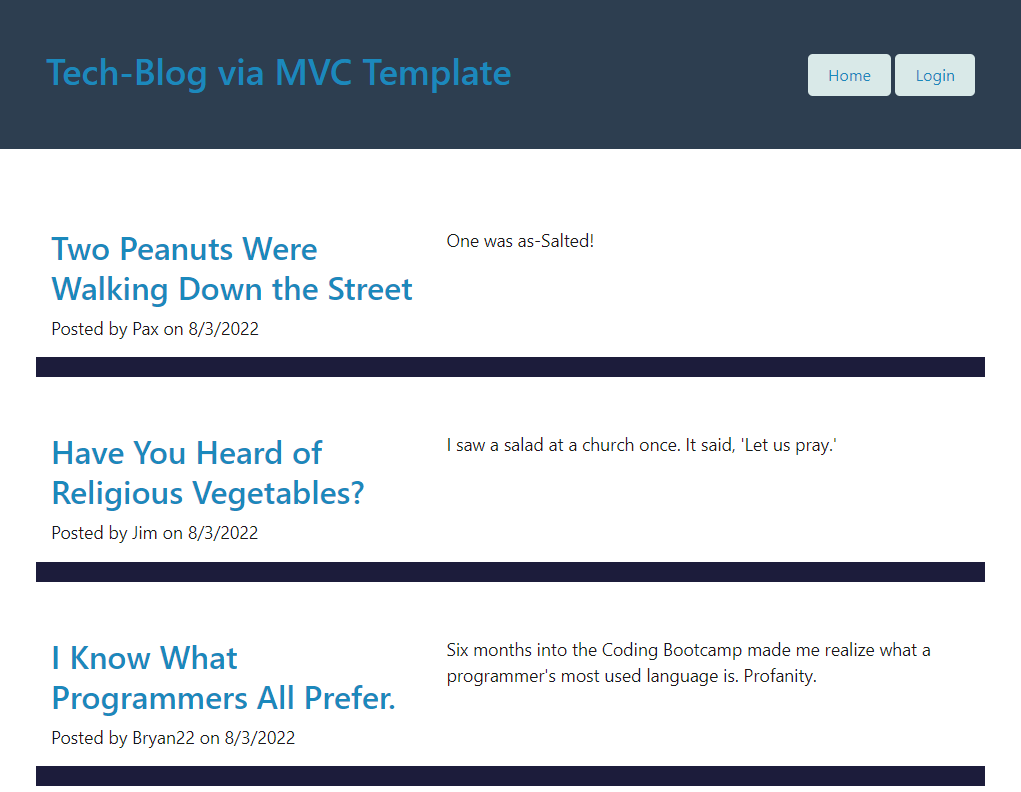 Tech-Blog via MVC Template
Home
Login
Two Peanuts Were
Walking Down the Street
Posted by Pax on 8/3/2022
One was as-Salted!
Have You Heard of
Religious Vegetables?
Posted by Jim on 8/3/2022
I saw a salad at a church once. It said, 'Let us pray.'
I Know What
Programmers All Prefer.
Posted by Bryan22 on 8/3/2022
Six months into the Coding Bootcamp made me realize what a
programmer's most used language is. Profanity.